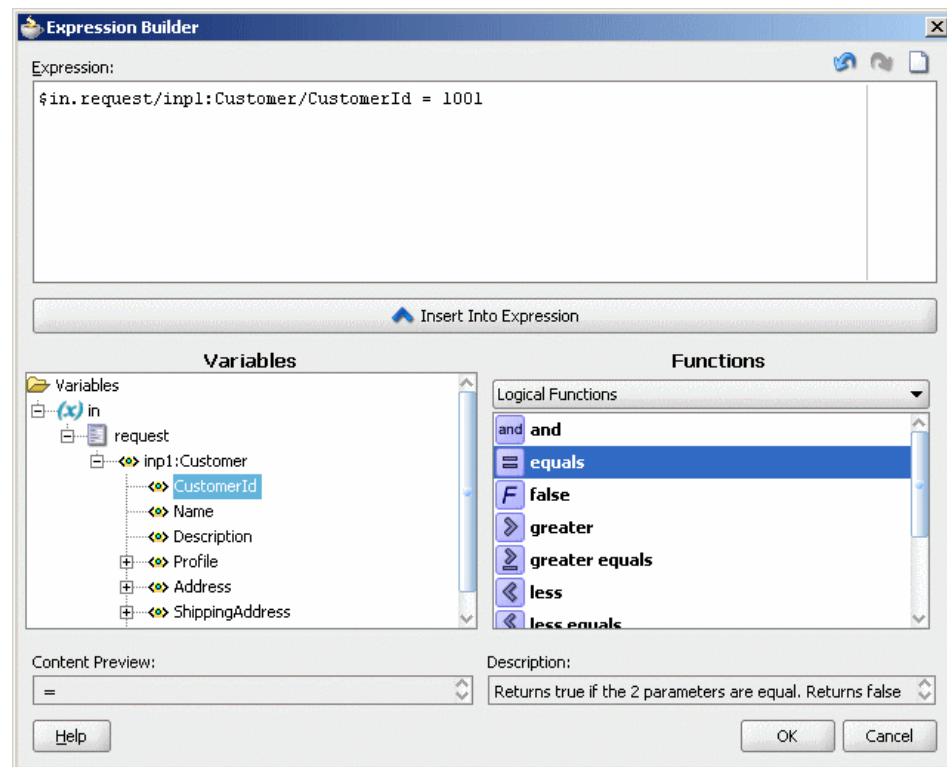 Expression Builder
Expression:
$in.request/inp1:Customer/CustomerId = 1001
Insert Into Expression
Variables
Variables
in
request
inp1:Customer
CustomerId
Name
Description
Profile
Address
ShippingAddress
Functions
Logical Functions
and and
equals
F false
greater
greater equals
less
less equals
Content Preview:
=
Description:
Returns true if the 2 parameters are equal. Returns false
Help
OK
Cancel